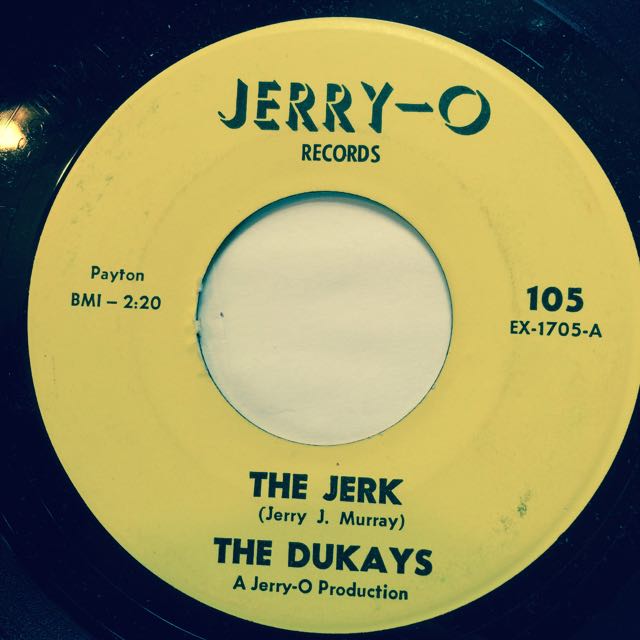 JERRY-O
RECORDS
Payton
BMI – 2:20
105
EX-1705-A
THE JERK
(Jerry J. Murray)
THE DUKAYS
A Jerry-O Production